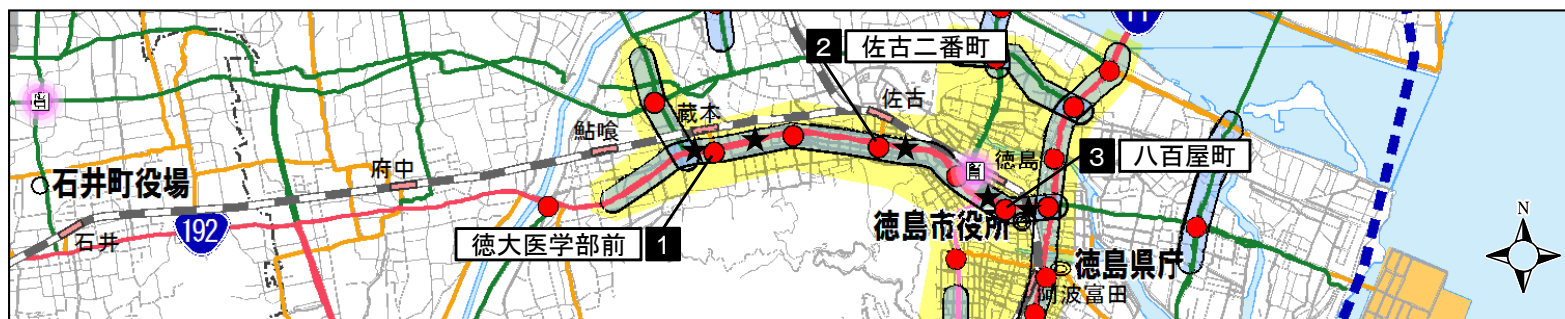 11
2 佐古二番町
佐古
蔵本
鮎喰
徳島
3 八百屋町
府中
石井町役場
192
石井
徳大医学部前 1
徳島市役所
徳島県庁
阿波富田
N